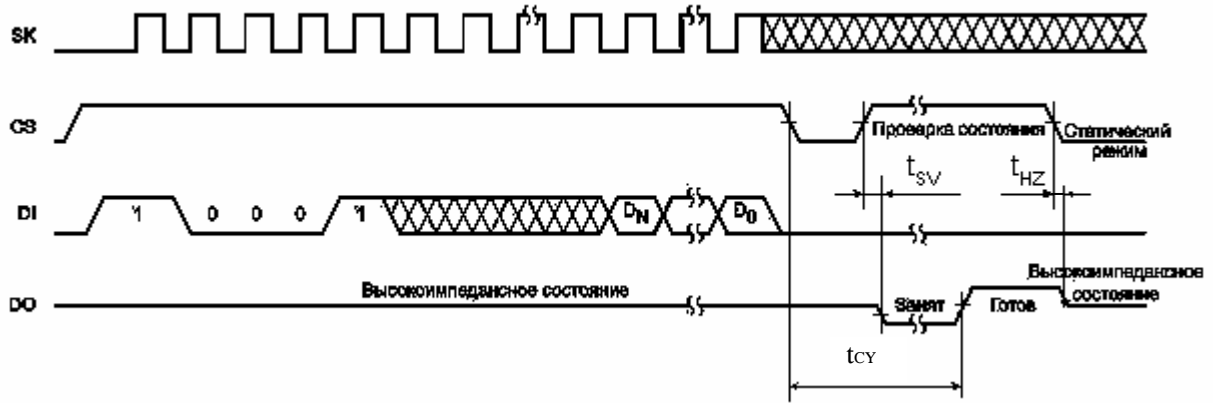 SK
CS
Проверка состояния
Статический
режим
tSV
tHZ
DI
1 0 0 0 1 DN D0
DO
Высокоимпедансное состояние
Занят
Готов
Высокоимпедансное
состояние
tCY